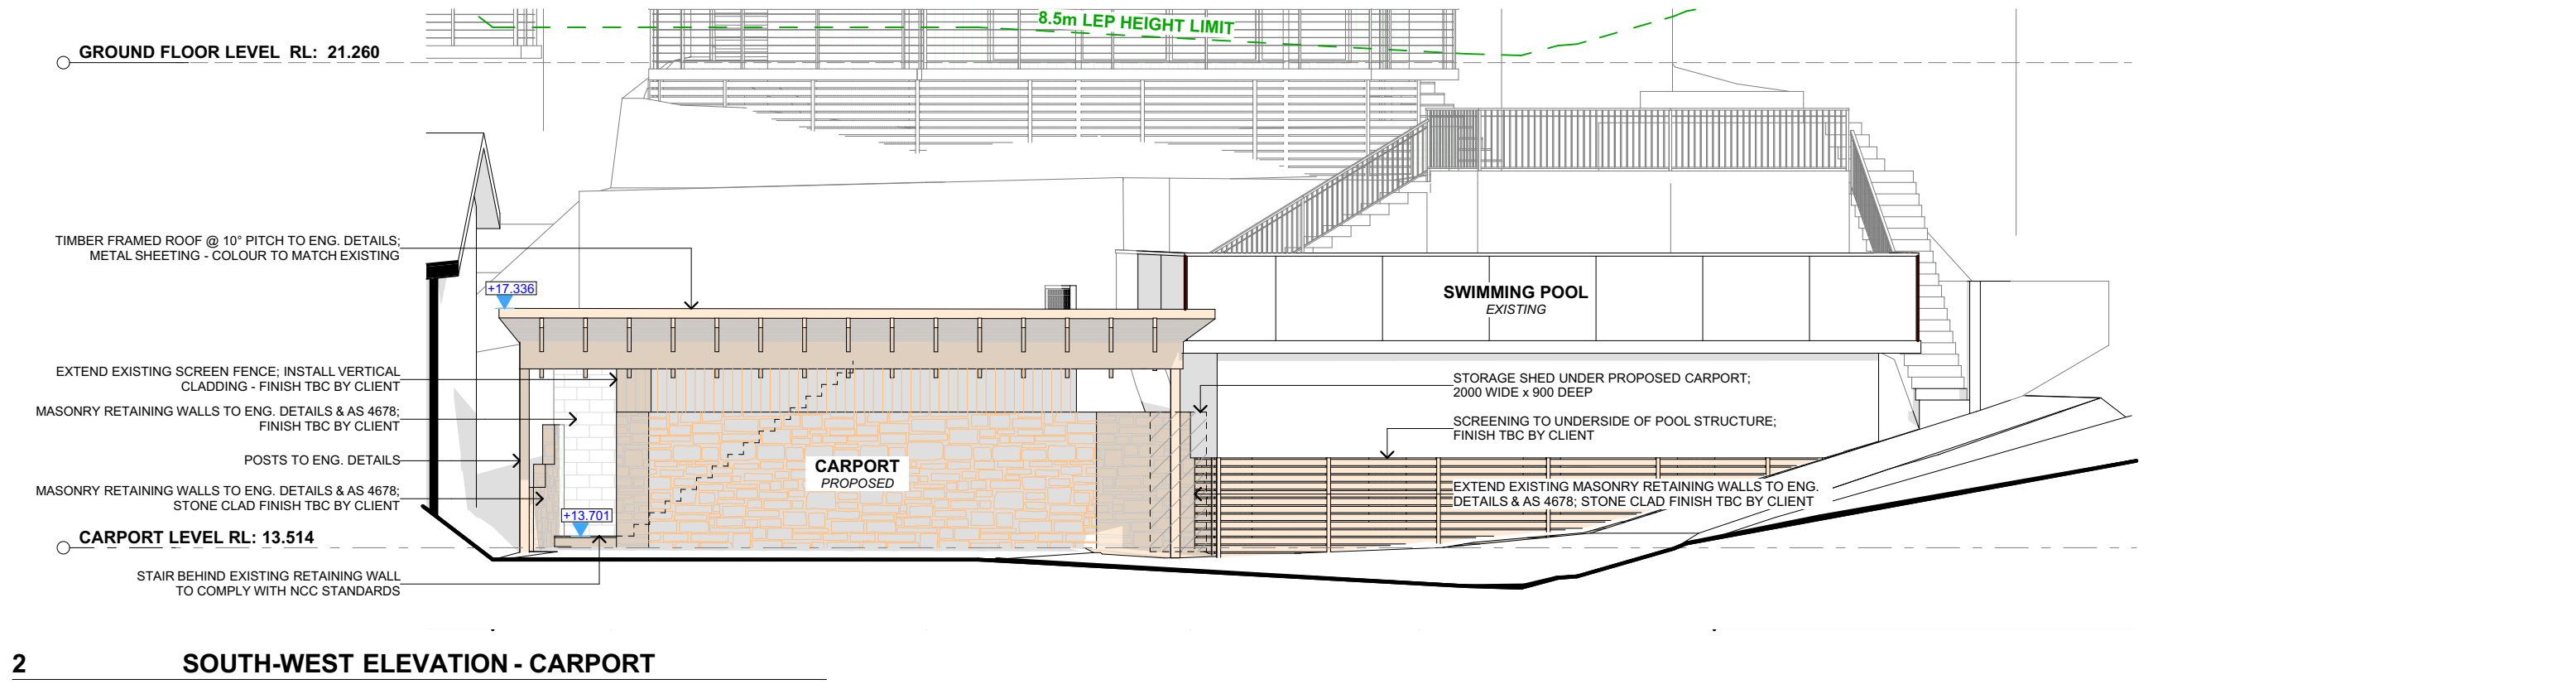 8.5m LEP HEIGHT LIMIT
GROUND FLOOR LEVEL RL: 21.260
TIMBER FRAMED ROOF @ 10° PITCH TO ENG. DETAILS;
METAL SHEETING - COLOUR TO MATCH EXISTING
+17.336
SWIMMING POOL
EXISTING
EXTEND EXISTING SCREEN FENCE; INSTALL VERTICAL
CLADDING - FINISH TBC BY CLIENT
STORAGE SHED UNDER PROPOSED CARPORT;
2000 WIDE x 900 DEEP
MASONRY RETAINING WALLS TO ENG. DETAILS & AS 4678;
FINISH TBC BY CLIENT
SCREENING TO UNDERSIDE OF POOL STRUCTURE;
FINISH TBC BY CLIENT
POSTS TO ENG. DETAILS
CARPORT
PROPOSED
MASONRY RETAINING WALLS TO ENG. DETAILS & AS 4678;
STONE CLAD FINISH TBC BY CLIENT
EXTEND EXISTING MASONRY RETAINING WALLS TO ENG.
DETAILS & AS 4678; STONE CLAD FINISH TBC BY CLIENT
+13.701
CARPORT LEVEL RL: 13.514
STAIR BEHIND EXISTING RETAINING WALL
TO COMPLY WITH NCC STANDARDS
2 SOUTH-WEST ELEVATION - CARPORT